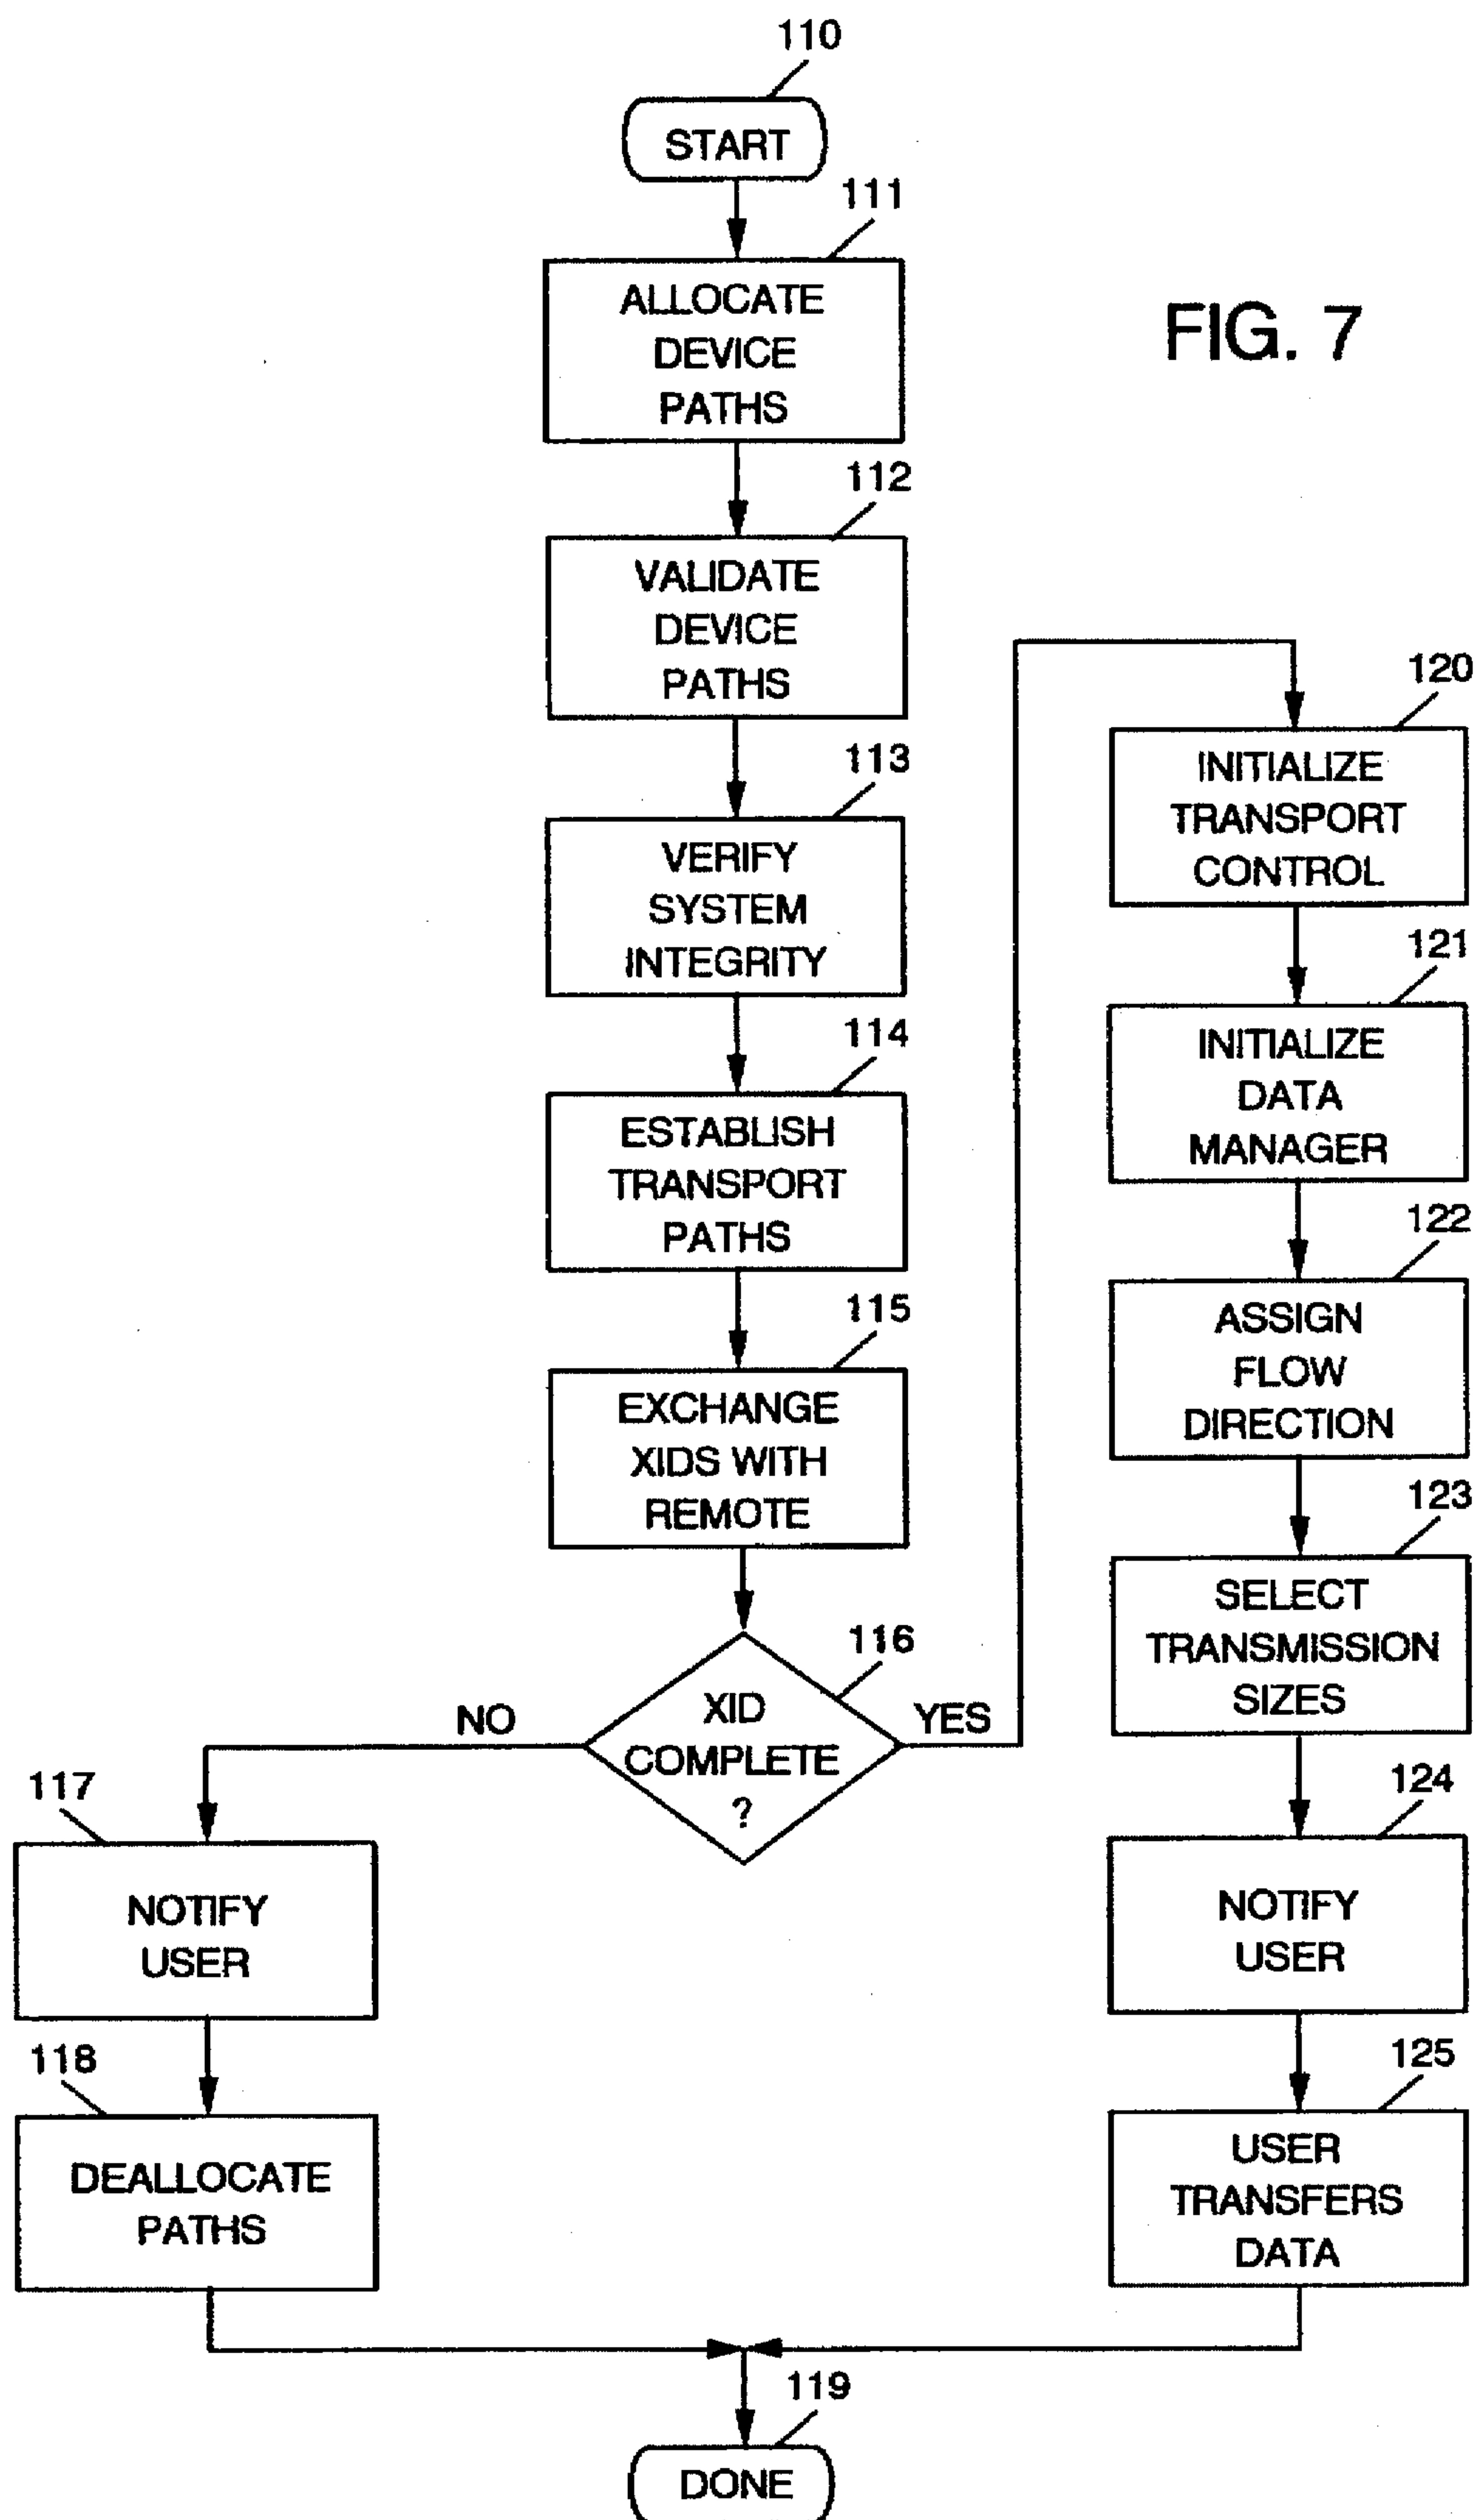 110
START
111
ALLOCATE
DEVICE
PATHS
FIG. 7
112
VALIDATE
DEVICE
PATHS
113
VERIFY
SYSTEM
INTEGRITY
114
ESTABLISH
TRANSPORT
PATHS
115
EXCHANGE
XIDS WITH
REMOTE
116
XID
COMPLETE
?
NO
YES
117
NOTIFY
USER
118
DEALLOCATE
PATHS
120
INITIALIZE
TRANSPORT
CONTROL
121
INITIALIZE
DATA
MANAGER
122
ASSIGN
FLOW
DIRECTION
123
SELECT
TRANSMISSION
SIZES
124
NOTIFY
USER
125
USER
TRANSFERS
DATA
119
DONE